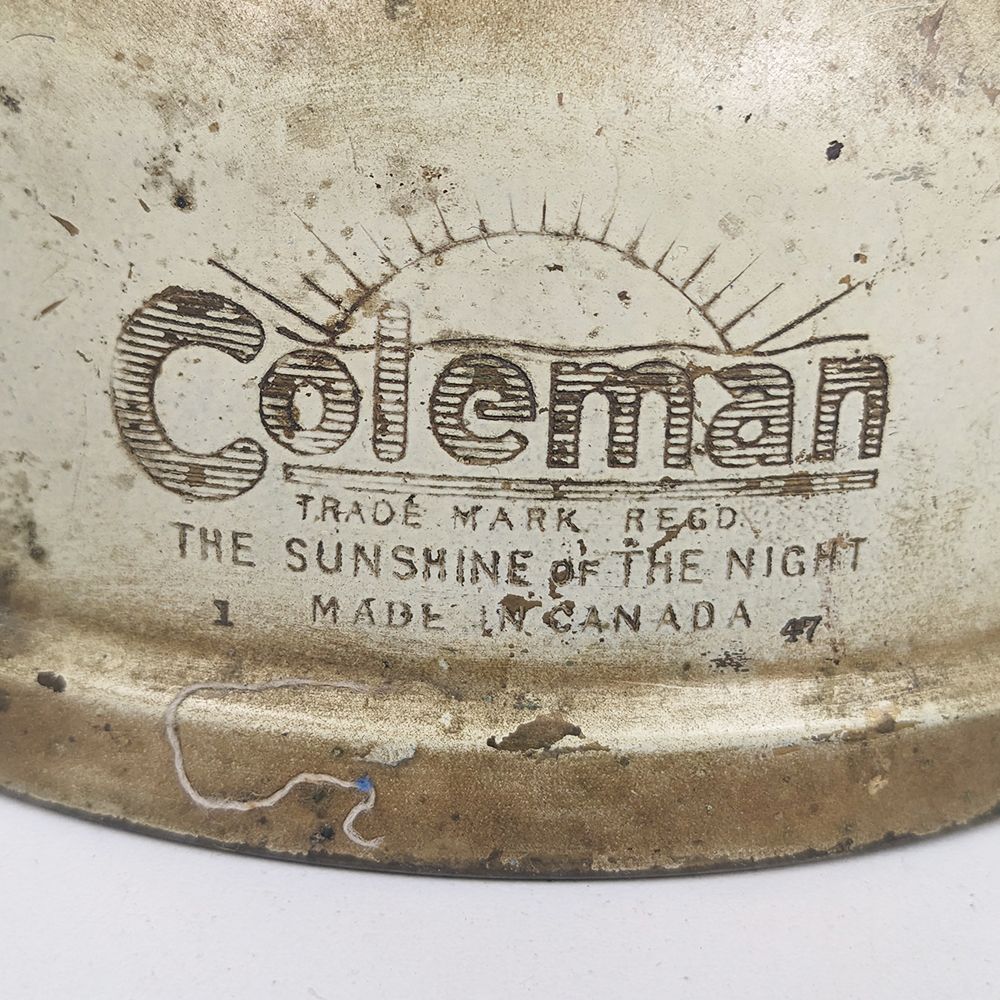 Coleman
TRADE MARK REGD
THE SUNSHINE OF THE NIGHT
1 MADE IN CANADA 47